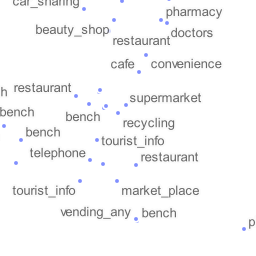 car_sharing
pharmacy
beauty_shop
doctors
restaurant
cafe
convenience
restaurant
supermarket
bench
bench
recycling
bench
tourist_info
telephone
restaurant
tourist_info
market_place
vending_any
bench